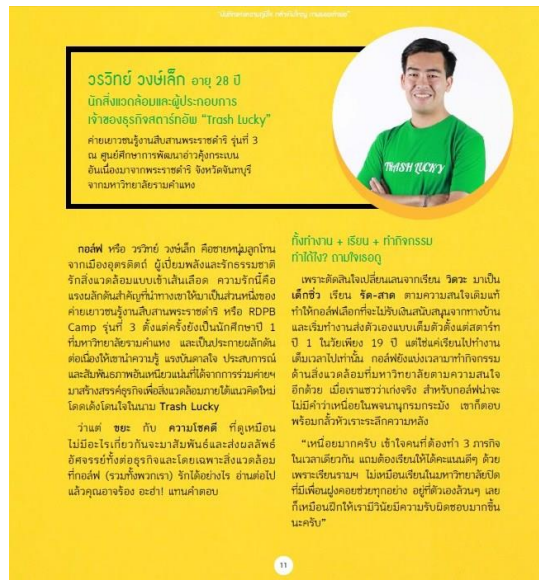 วรวิทย์ วงษ์เล็ก อายุ 28 ปี
นักสิ่งแวดล้อมและผู้ประกอบการ
เจ้าของธุรกิจสตาร์ทอัพ "Trash Lucky"
ค่ายเยาวชนรู้งานสืบสานพระราชดำริ รุ่นที่ 3
ณ ศูนย์ศึกษาการพัฒนาอ่าวคุ้งกระเบน
อันเนื่องมาจากพระราชดำริ จังหวัดจันทบุรี
จากมหาวิทยาลัยรามคำแหง
TRASH LUCKY
กอล์ฟ หรือ วรวิทย์ วงษ์เล็ก คือชายหนุ่มลูกโทน
จากเมืองอุตรดิตถ์ ผู้เปี่ยมพลังและรักธรรมชาติ
รักสิ่งแวดล้อมแบบเข้าเส้นเลือด ความรักนี้คือ
แรงผลักดันสำคัญที่นำทางเขาให้มาเป็นส่วนหนึ่งของ
ค่ายเยาวชนรู้งานสืบสานพระราชดำริ หรือ RDPB
Camp รุ่นที่ 3 ตั้งแต่ครั้งยังเป็นนักศึกษาปี 1
ที่มหาวิทยาลัยรามคำแหง และเป็นประกายผลักดัน
ต่อเนื่องให้เขานำความรู้ แรงบันดาลใจ ประสบการณ์
และสัมพันธภาพอันเหนียวแน่นที่ได้จากการร่วมค่ายฯ
มาสร้างสรรค์ธุรกิจเพื่อสิ่งแวดล้อมภายใต้แนวคิดใหม่
โดดเด้งโดนใจในนาม Trash Lucky
ว่าแต่ ขยะ กับ ความโชคดี ที่ดูเหมือน
ไม่มีอะไรเกี่ยวกันจะมาสัมพันธ์และส่งผลลัพธ์
อัศจรรย์ทั้งต่อธุรกิจและโดยเฉพาะสิ่งแวดล้อม
ที่กอล์ฟ (รวมทั้งพวกเรา) รักได้อย่างไร อ่านต่อไป
แล้วคุณอาจร้อง อะฮ้า! แทนคำตอบ
ทั้งทำงาน + เรียน + ทำกิจกรรม
ทำได้ไง? ถามใจเธอดู
เพราะตัดสินใจเปลี่ยนเลนจากเรียน วิดวะ มาเป็น
เด็กซิ่ว เรียน รัด-สาด ตามความสนใจเดิมแท้
ทำให้กอล์ฟเลือกที่จะไม่รับเงินสนับสนุนจากทางบ้าน
และเริ่มทำงานส่งตัวเองแบบเต็มตัวตั้งแต่สตาร์ท
ปี 1 ในวัยเพียง 19 ปี แต่ใช่แค่เรียนไปทำงาน
เต็มเวลาไปเท่านั้น กอล์ฟยังแบ่งเวลามาทำกิจกรรม
ด้านสิ่งแวดล้อมที่มหาวิทยาลัยตามความสนใจ
อีกด้วย เมื่อเราแซวว่าเก่งจริง สำหรับกอล์ฟน่าจะ
ไม่มีคำว่าเหนื่อยในพจนานุกรมกระมัง เขาก็ตอบ
พร้อมกลั้วหัวเราะระลึกความหลัง
"เหนื่อยมากครับ เข้าใจคนที่ต้องทำ 3 ภารกิจ
ในเวลาเดียวกัน แถมต้องเรียนให้ได้คะแนนดีๆ ด้วย
เพราะเรียนรามฯ ไม่เหมือนเรียนในมหาวิทยาลัยปิด
ที่มีเพื่อนฝูงคอยช่วยทุกอย่าง อยู่ที่ตัวเองล้วนๆ เลย
ก็เหมือนฝึกให้เรามีวินัยมีความรับผิดชอบมากขึ้น
นะครับ"
11